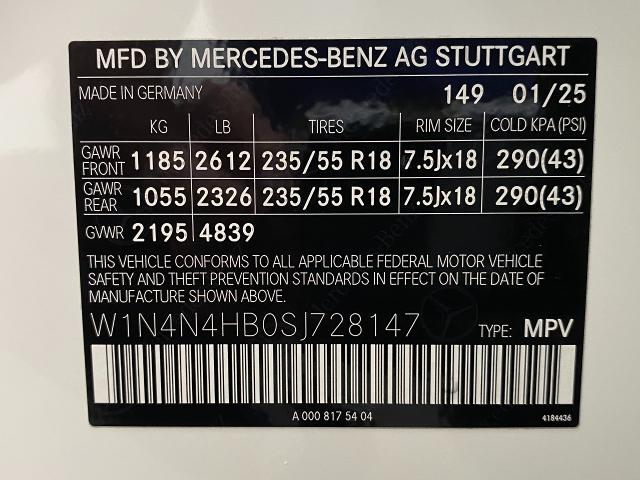 MFD BY MERCEDES-BENZ AG STUTTGART
MADE IN GERMANY 149 01/25
KG LB TIRES RIM SIZE COLD KPA(PSI)
GAWR FRONT 1185 2612 235/55 R18 7.5Jx18 290(43)
GAWR REAR 1055 2326 235/55 R18 7.5Jx18 290(43)
GVWR 2195 4839
THIS VEHICLE CONFORMS TO ALL APPLICABLE FEDERAL MOTOR VEHICLE
SAFETY AND THEFT PREVENTION STANDARDS IN EFFECT ON THE DATE OF
MANUFACTURE SHOWN ABOVE.
W1N4N4HB0SJ728147 TYPE: MPV
A 000 817 54 04 4184436